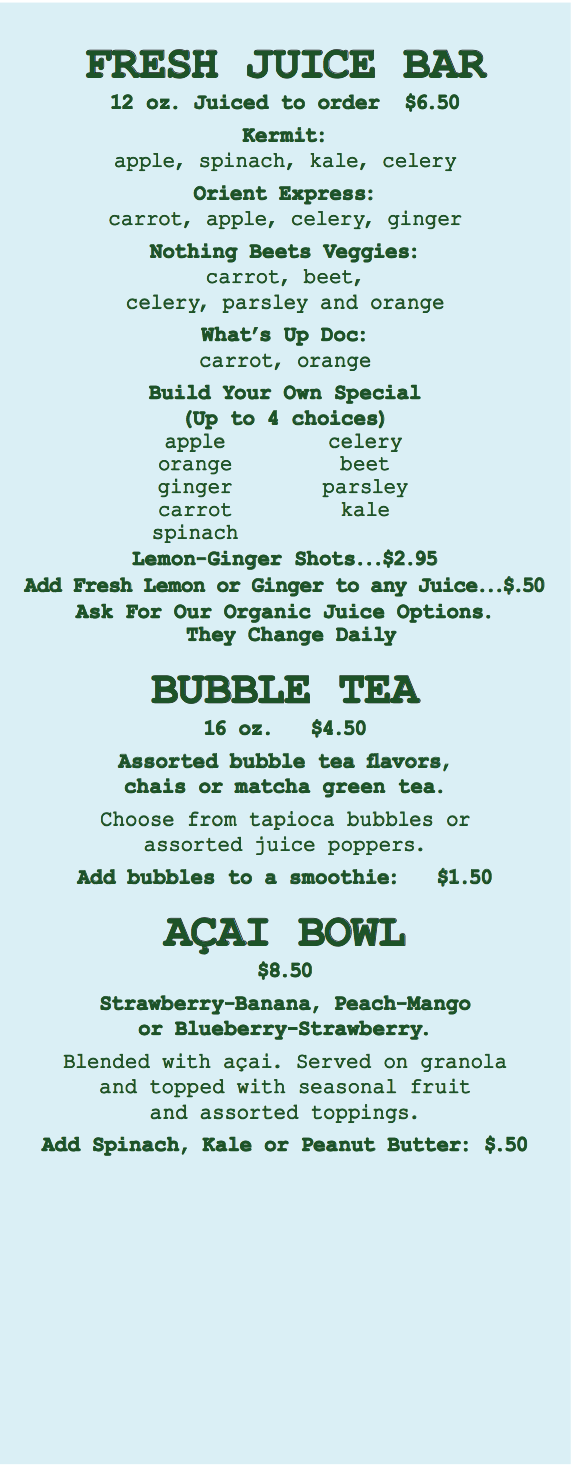 FRESH JUICE BAR
12 oz. Juiced to order $6.50
Kermit:
apple, spinach, kale, celery
Orient Express:
carrot, apple, celery, ginger
Nothing Beets Veggies:
carrot, beet,
celery, parsley and orange
What's Up Doc:
carrot, orange
Build Your Own Special
(Up to 4 choices)
apple celery
orange beet
ginger parsley
carrot kale
spinach
Lemon-Ginger Shots...$2.95
Add Fresh Lemon or Ginger to any Juice...$.50
Ask For Our Organic Juice Options.
They Change Daily
BUBBLE TEA
16 oz. $4.50
Assorted bubble tea flavors,
chais or matcha green tea.
Choose from tapioca bubbles or
assorted juice poppers.
Add bubbles to a smoothie: $1.50
AÇAI BOWL
$8.50
Strawberry-Banana, Peach-Mango
or Blueberry-Strawberry.
Blended with açai. Served on granola
and topped with seasonal fruit
and assorted toppings.
Add Spinach, Kale or Peanut Butter: $.50